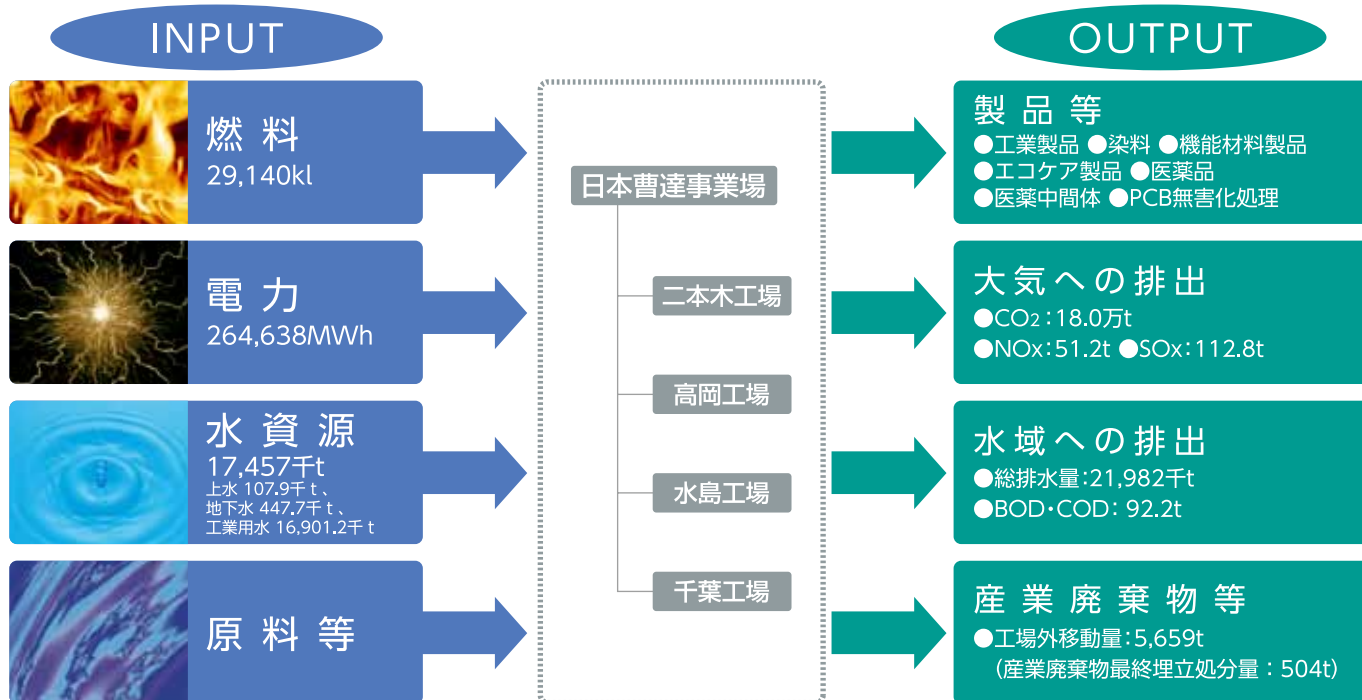 INPUT
燃料
29,140kl
電力
264,638MWh
水資源
17,457千t
上水 107.9千t、
地下水 447.7千t、
工業用水 16,901.2千t
原料等
日本曹達事業場
二本木工場
高岡工場
水島工場
千葉工場
OUTPUT
製品等
●工業製品 ●染料 ●機能材料製品
●エコケア製品 ●医薬品
●医薬中間体 ●PCB無害化処理
大気への排出
●CO₂：18.0万t
●NOx：51.2t ●SOx：112.8t
水域への排出
●総排水量：21,982千t
●BOD・COD：92.2t
産業廃棄物等
●工場外移動量：5,659t
（産業廃棄物最終埋立処分量：504t）